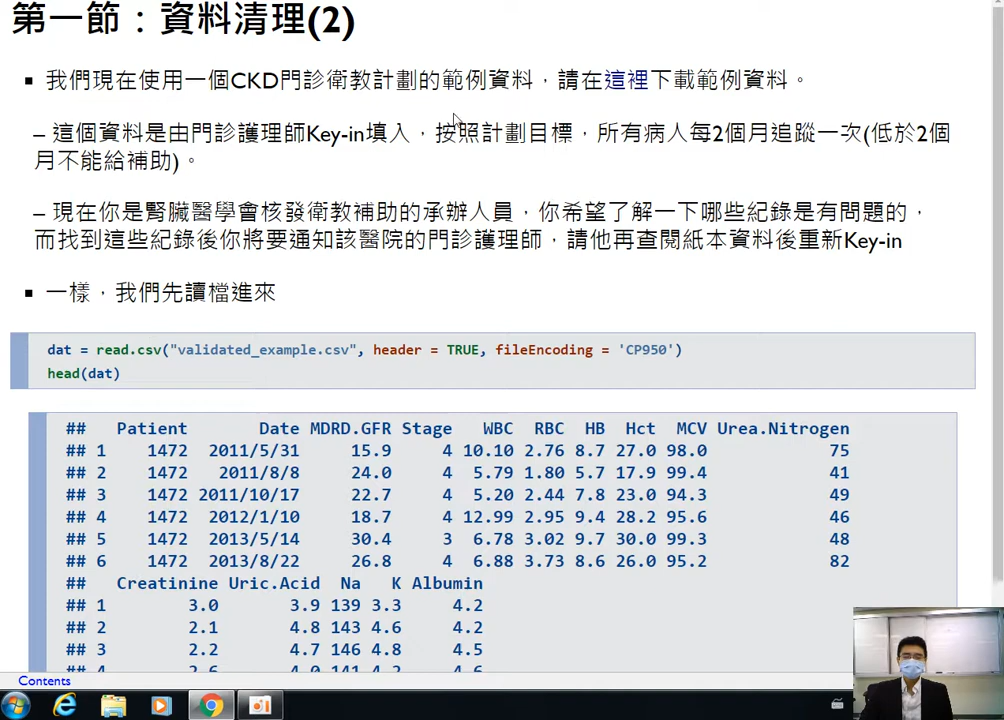 第一節：資料清理(2)
▪ 我們現在使用一個CKD門診衛教計劃的範例資料，請在這裡下載範例資料。
– 這個資料是由門診護理師Key-in填入，按照計劃目標，所有病人每2個月追蹤一次(低於2個
月不能給補助)。
– 現在你是腎臟醫學會核發衛教補助的承辦人員，你希望了解一下哪些紀錄是有問題的，
而找到這些紀錄後你將要通知該醫院的門診護理師，請他再查閱紙本資料後重新Key-in
▪ 一樣，我們先讀檔進來
dat = read.csv("validated_example.csv", header = TRUE, fileEncoding = 'CP950')
head(dat)
## Patient Date MDRD.GFR Stage WBC RBC HB Hct MCV Urea.Nitrogen
## 1 1472 2011/5/31 15.9 4 10.10 2.76 8.7 27.0 98.0 75
## 2 1472 2011/8/8 24.0 4 5.79 1.80 5.7 17.9 99.4 41
## 3 1472 2011/10/17 22.7 4 5.20 2.44 7.8 23.0 94.3 49
## 4 1472 2012/1/10 18.7 4 12.99 2.95 9.4 28.2 95.6 46
## 5 1472 2013/5/14 30.4 3 6.78 3.02 9.7 30.0 99.3 48
## 6 1472 2013/8/22 26.8 4 6.88 3.73 8.6 26.0 95.2 82
## Creatinine Uric.Acid Na K Albumin
## 1 3.0 3.9 139 3.3 4.2
## 2 2.1 4.8 143 4.6 4.2
## 3 2.2 4.7 146 4.8 4.5
## 4 2.6 4.0 141 4.2 4.6
Contents